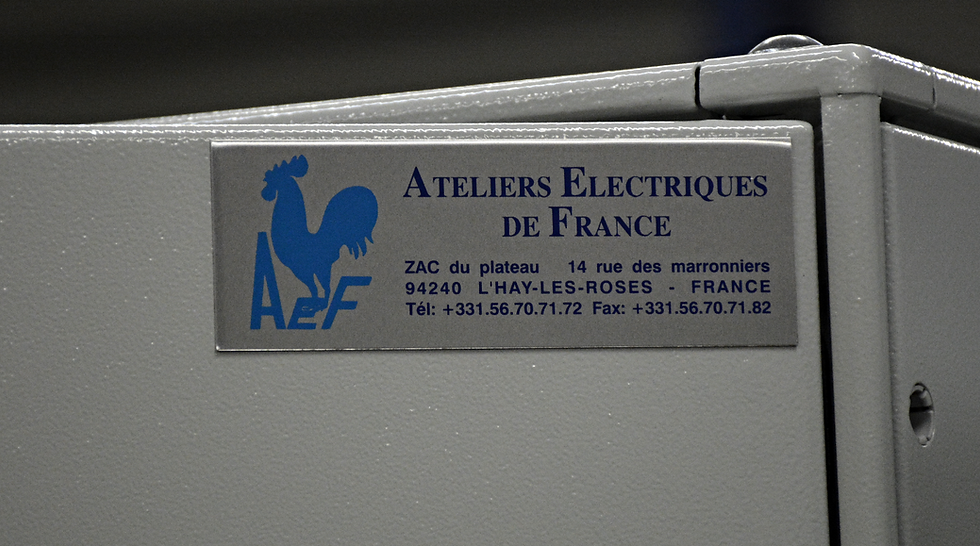 ATELIERS ELECTRIQUES
DE FRANCE
ZAC du plateau 14 rue des marronniers
94240 L'HAY-LES-ROSES - FRANCE
Tél: +331.56.70.71.72 Fax: +331.56.70.71.82
AeF